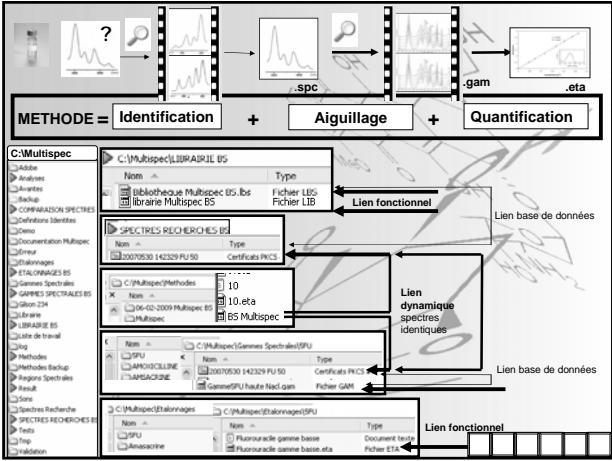 ?
.spc
.gam
.eta
METHODE = Identification + Aiguillage + Quantification
C:\Multispec
Adobe
Analyses
Avantes
Backup
COMPARAISON SPECTRES
Definitions Identites
Demo
Documentation Multispec
Erreur
Etalonnages
ETALONNAGES BS
Gammes Spectrales
GAMMES SPECTRALES BS
Gilson 234
Librairie
LIBRAIRIE BS
Liste de travail
log
Methodes
Methodes Backup
Regions Spectrales
Result
Sons
Spectres Recherche
SPECTRES RECHERCHES BS
Tests
Tmp
Validation
C:\Multispec\LIBRAIRIE BS
Nom Type
Bibliotheque Multispec BS.lbs Fichier LBS
librairie Multispec BS Fichier LIB
Lien fonctionnel
Lien base de données
SPECTRES RECHERCHES BS
Nom Type
20070530 142329 FU 50 Certificats PKCS
C:\Multispec\Methodes
Nom
06-02-2009 Multispec BS
Multispec
10
10.eta
BS Multispec
Lien
dynamique
spectres
identiques
C:\Multispec\Gammes Spectrales\5FU
5FU
AMOXICILLINE
AMSACRINE
Nom Type
20070530 142329 FU 50 Certificats PKCS
Gamme5FU haute Nacl.gam Fichier GAM
Lien base de données
C:\Multispec\Etalonnages
Nom
5FU
Amasacrine
C:\Multispec\Etalonnages\5FU
Nom Type
Fluorouracile gamme basse Document texte
Fluorouracile gamme basse.eta Fichier ETA
Lien fonctionnel